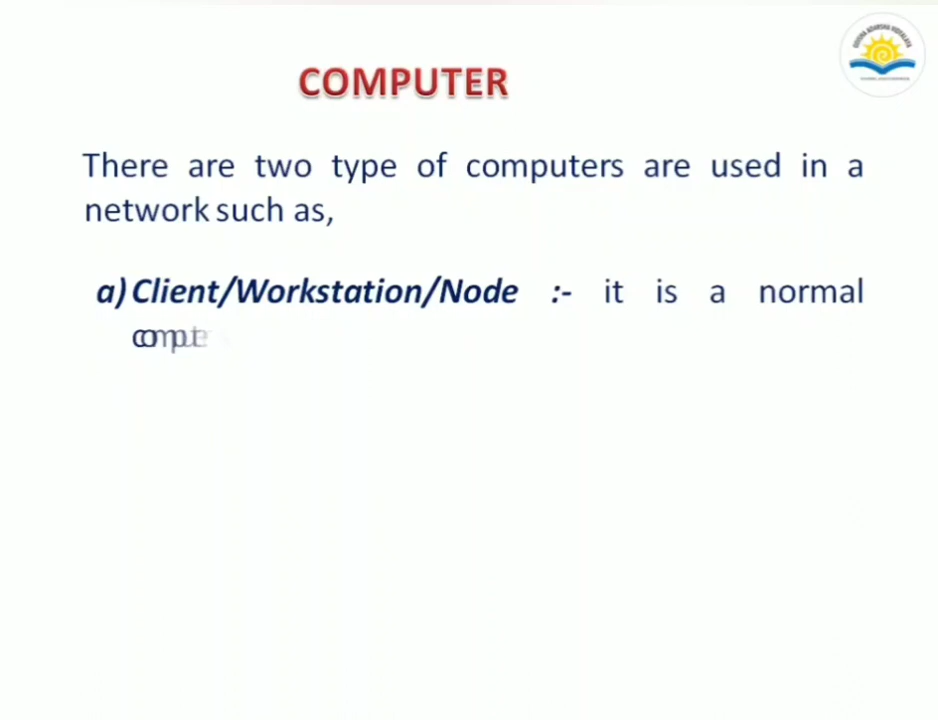 COMPUTER
There are two type of computers are used in a
network such as,
a) Client/Workstation/Node :- it is a normal